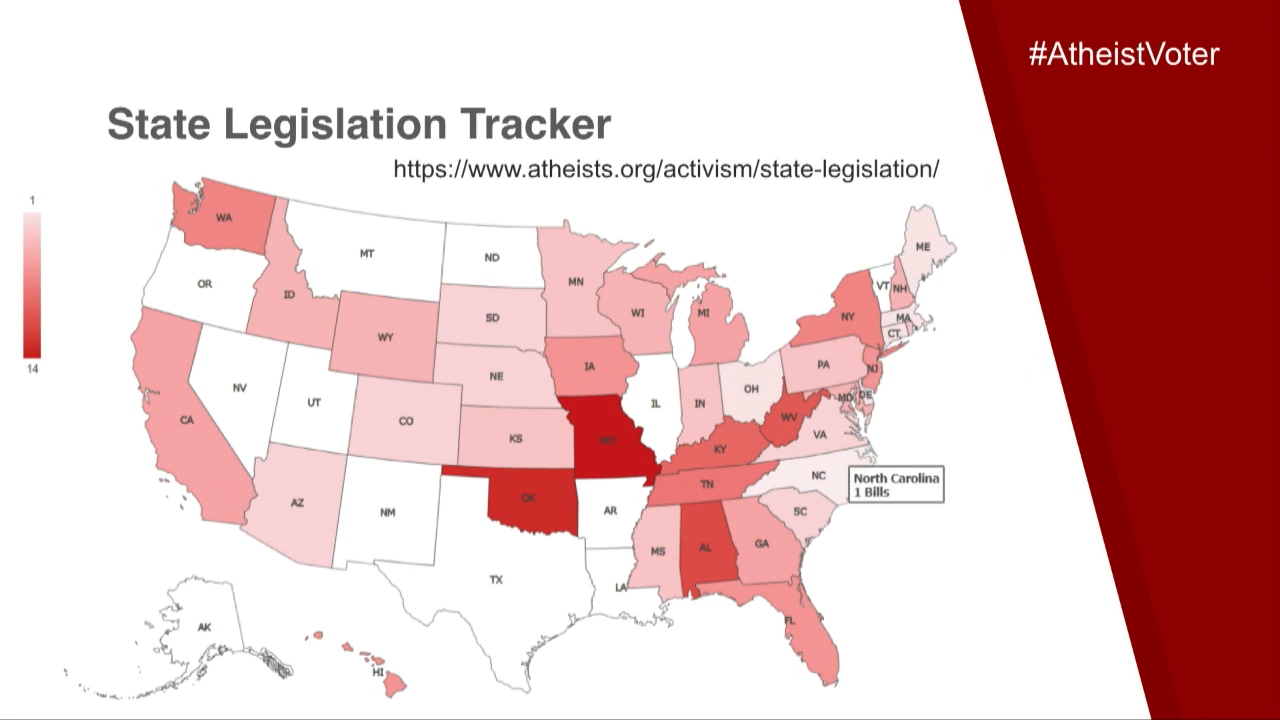 #AtheistVoter
State Legislation Tracker
https://www.atheists.org/activism/state-legislation/
1
14
WA
MT
ND
MN
ME
OR
ID
SD
WI
MI
VT
NH
NY
MA
CT
WY
IA
NE
PA
NJ
NV
UT
CO
IL
IN
OH
MD
DE
CA
KS
MO
WV
KY
VA
AZ
NM
OK
AR
TN
NC
North Carolina
1 Bills
SC
TX
LA
MS
AL
GA
FL
AK
HI